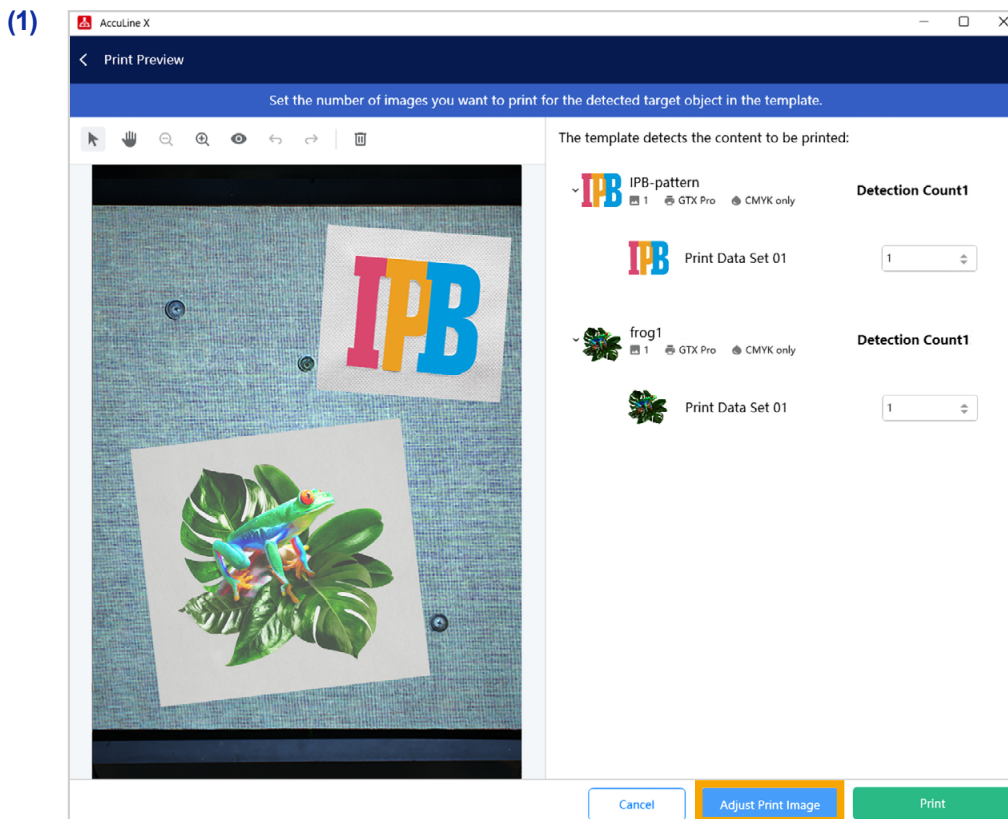 (1)
AccuLine X
Print Preview
Set the number of images you want to print for the detected target object in the template.
The template detects the content to be printed:
IPB
IPB IPB-pattern Detection Count1
1 GTX Pro CMYK only
IPB Print Data Set 01 1
frog1 Detection Count1
1 GTX Pro CMYK only
Print Data Set 01 1
Cancel Adjust Print Image Print